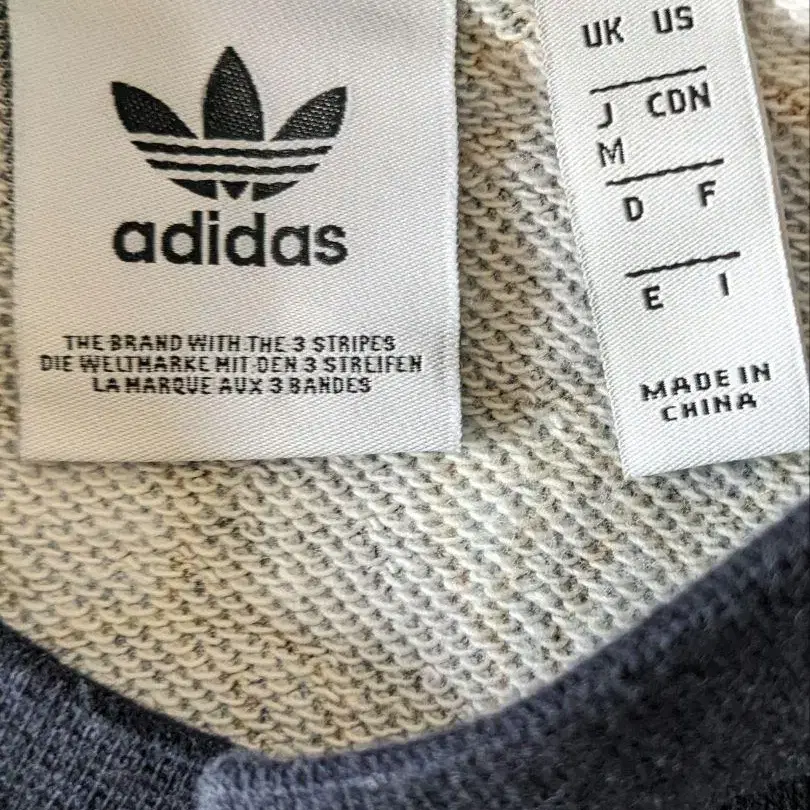 adidas
THE BRAND WITH THE 3 STRIPES
DIE WELTMARKE MIT DEN 3 STREIFEN
LA MARQUE AUX 3 BANDES
UK US
J CDN
M
D F
E I
MADE IN
CHINA